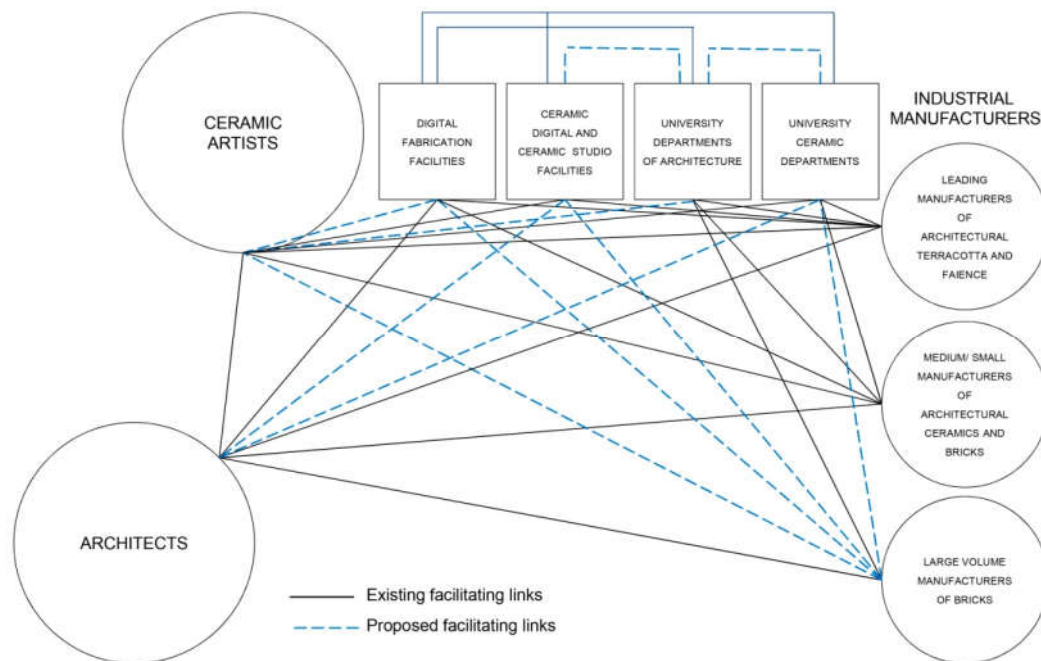 CERAMIC
ARTISTS
DIGITAL
FABRICATION
FACILITIES
CERAMIC
DIGITAL AND
CERAMIC STUDIO
FACILITIES
UNIVERSITY
DEPARTMENTS
OF ARCHITECTURE
UNIVERSITY
CERAMIC
DEPARTMENTS
INDUSTRIAL
MANUFACTURERS
LEADING
MANUFACTURERS
OF
ARCHITECTURAL
TERRACOTTA AND
FAIENCE
MEDIUM/ SMALL
MANUFACTURERS
OF
ARCHITECTURAL
CERAMICS AND
BRICKS
ARCHITECTS
LARGE VOLUME
MANUFACTURERS
OF BRICKS
Existing facilitating links
Proposed facilitating links